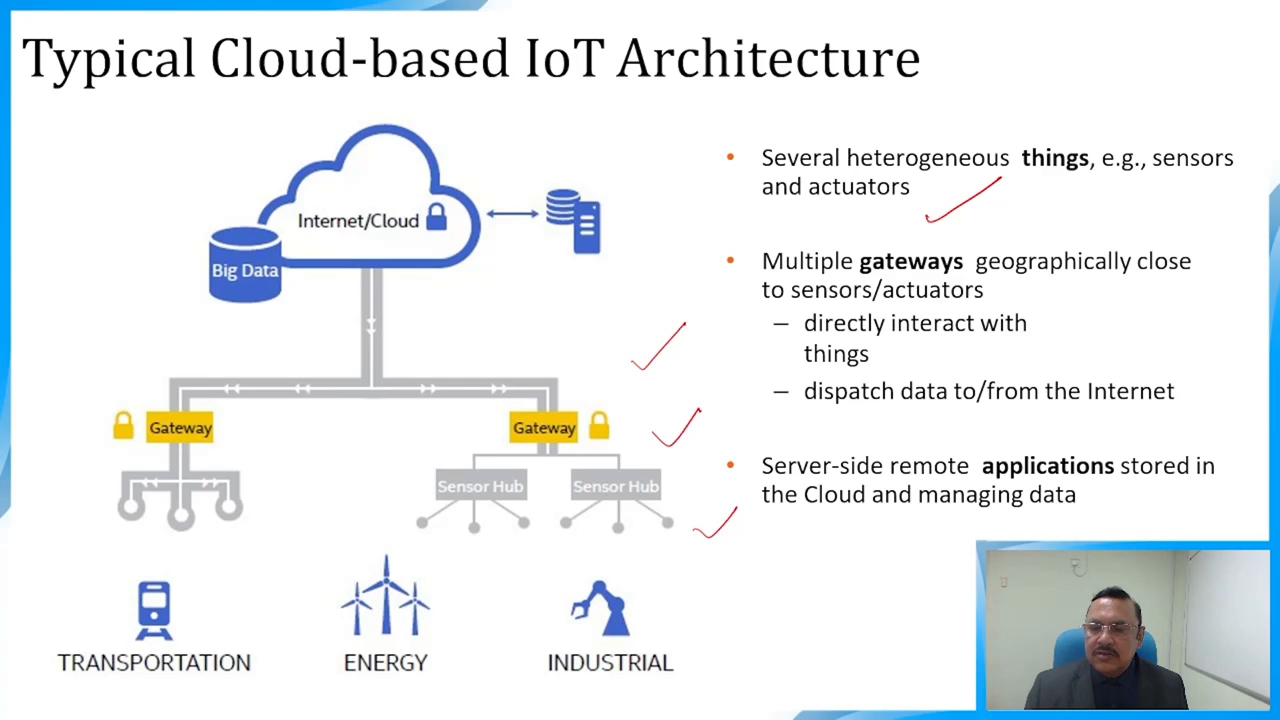 Typical Cloud-based IoT Architecture
Internet/Cloud
Big Data
Gateway
Gateway
Sensor Hub
Sensor Hub
TRANSPORTATION
ENERGY
INDUSTRIAL
• Several heterogeneous things, e.g., sensors
and actuators
• Multiple gateways geographically close
to sensors/actuators
– directly interact with
things
– dispatch data to/from the Internet
• Server-side remote applications stored in
the Cloud and managing data